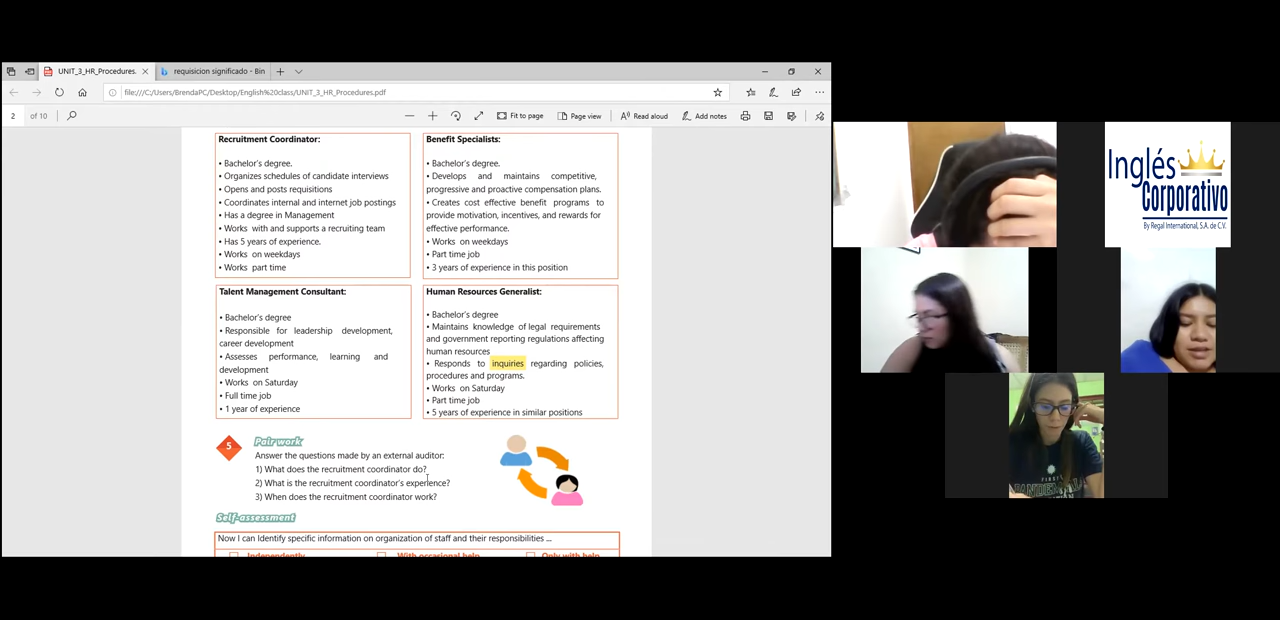 UNIT_3_HR_Procedures.
requisicion significado - Bin
file:///C:/Users/BrendaPC/Desktop/English%20class/UNIT_3_HR_Procedures.pdf
2 of 10
Fit to page
Page view
Read aloud
Add notes
Recruitment Coordinator:
• Bachelor's degree.
• Organizes schedules of candidate interviews
• Opens and posts requisitions
• Coordinates internal and internet job postings
• Has a degree in Management
• Works with and supports a recruiting team
• Has 5 years of experience.
• Works on weekdays
• Works part time
Benefit Specialists:
• Bachelor's degree.
• Develops and maintains competitive,
progressive and proactive compensation plans.
• Creates cost effective benefit programs to
provide motivation, incentives, and rewards for
effective performance.
• Works on weekdays
• Part time job
• 3 years of experience in this position
Talent Management Consultant:
• Bachelor's degree
• Responsible for leadership development,
career development
• Assesses performance, learning and
development
• Works on Saturday
• Full time job
• 1 year of experience
Human Resources Generalist:
• Bachelor's degree
• Maintains knowledge of legal requirements
and government reporting regulations affecting
human resources
• Responds to inquiries regarding policies,
procedures and programs.
• Works on Saturday
• Part time job
• 5 years of experience in similar positions
5
Pair work
Answer the questions made by an external auditor:
1) What does the recruitment coordinator do?
2) What is the recruitment coordinator's experience?
3) When does the recruitment coordinator work?
Self-assessment
Now I can Identify specific information on organization of staff and their responsibilities ...
Independently
With occasional help
Only with help
Inglés
Corporativo
By Regal International, S.A. de C.V.
FIRST